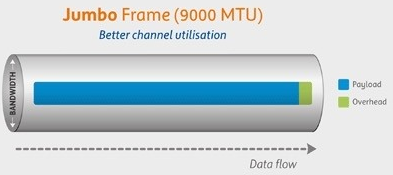 Jumbo Frame (9000 MTU)
Better channel utilisation
BANDWIDTH
Payload
Overhead
Data flow